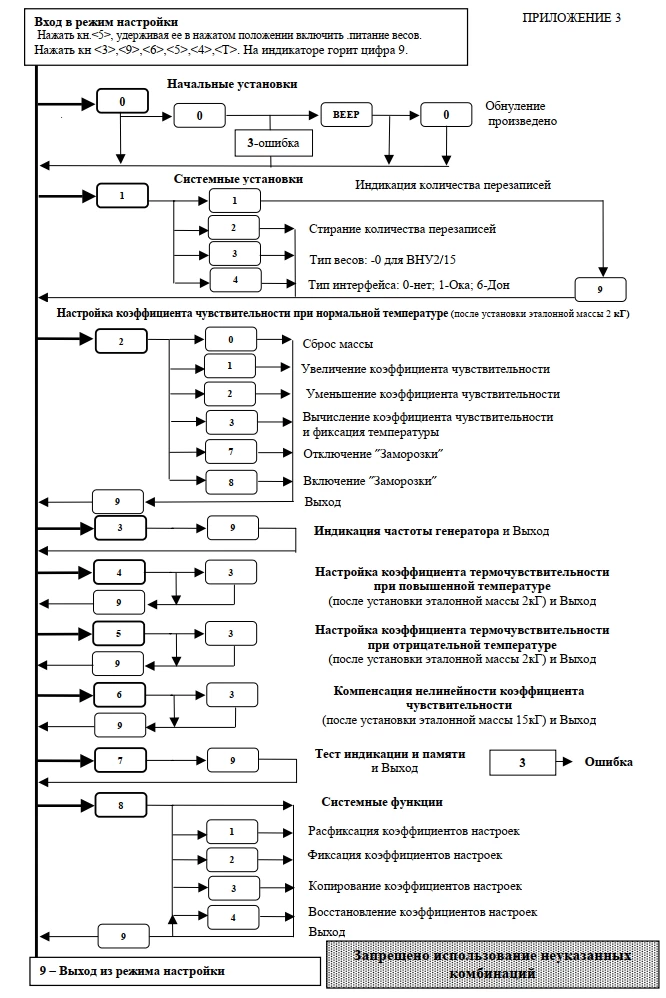 ПРИЛОЖЕНИЕ 3
Вход в режим настройки
Нажать кн.<5>, удерживая ее в нажатом положении включить .питание весов.
Нажать кн <3>,<9>,<6>,<5>,<4>,<T>. На индикаторе горит цифра 9.
Начальные установки
0
0
BEEP
0
Обнуление
произведено
3-ошибка
Системные установки
Индикация количества перезаписей
1
1
2
Стирание количества перезаписей
3
Тип весов: -0 для ВНУ2/15
4
Тип интерфейса: 0-нет; 1-Ока; 6-Дон
9
Настройка коэффициента чувствительности при нормальной температуре (после установки эталонной массы 2 кГ)
2
0
Сброс массы
1
Увеличение коэффициента чувствительности
2
Уменьшение коэффициента чувствительности
3
Вычисление коэффициента чувствительности
и фиксация температуры
7
Отключение "Заморозки"
8
Включение "Заморозки"
9
Выход
3
9
Индикация частоты генератора и Выход
4
3
Настройка коэффициента термочувствительности
при повышенной температуре
9
(после установки эталонной массы 2кГ) и Выход
5
3
Настройка коэффициента термочувствительности
при отрицательной температуре
9
(после установки эталонной массы 2кГ) и Выход
6
3
Компенсация нелинейности коэффициента
чувствительности
9
(после установки эталонной массы 15кГ) и Выход
7
9
Тест индикации и памяти
и Выход
3
Ошибка
8
Системные функции
1
Расфиксация коэффициентов настроек
2
Фиксация коэффициентов настроек
3
Копирование коэффициентов настроек
4
Восстановление коэффициентов настроек
9
Выход
9 – Выход из режима настройки
Запрещено использование неуказанных
комбинаций